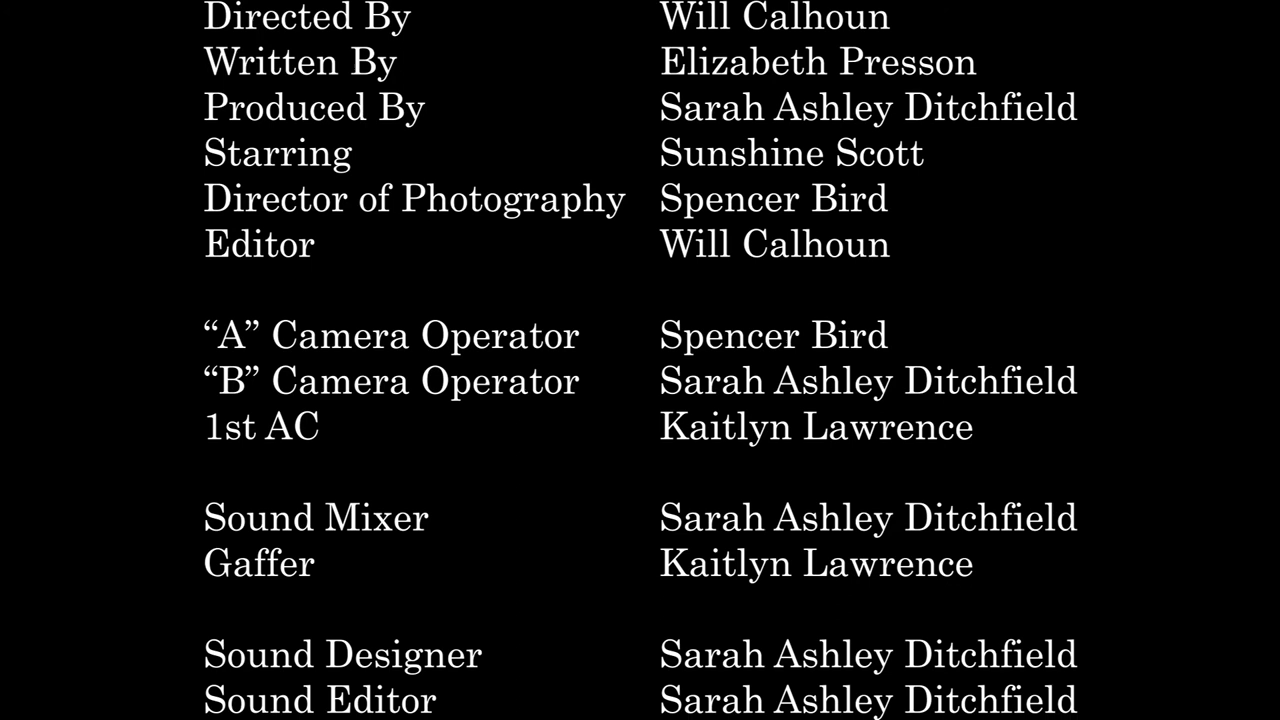 Directed By Will Calhoun
Written By Elizabeth Presson
Produced By Sarah Ashley Ditchfield
Starring Sunshine Scott
Director of Photography Spencer Bird
Editor Will Calhoun
“A” Camera Operator Spencer Bird
“B” Camera Operator Sarah Ashley Ditchfield
1st AC Kaitlyn Lawrence
Sound Mixer Sarah Ashley Ditchfield
Gaffer Kaitlyn Lawrence
Sound Designer Sarah Ashley Ditchfield
Sound Editor Sarah Ashley Ditchfield